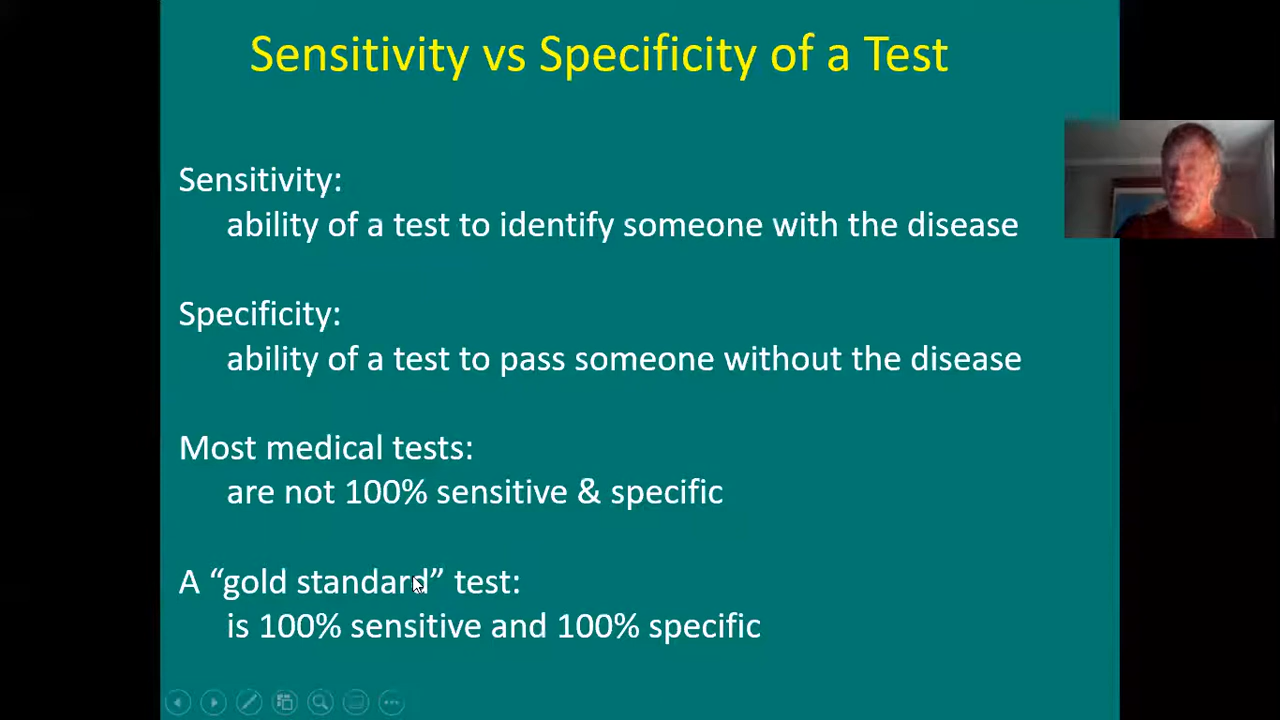 Sensitivity vs Specificity of a Test
Sensitivity:
ability of a test to identify someone with the disease
Specificity:
ability of a test to pass someone without the disease
Most medical tests:
are not 100% sensitive & specific
A “gold standard” test:
is 100% sensitive and 100% specific